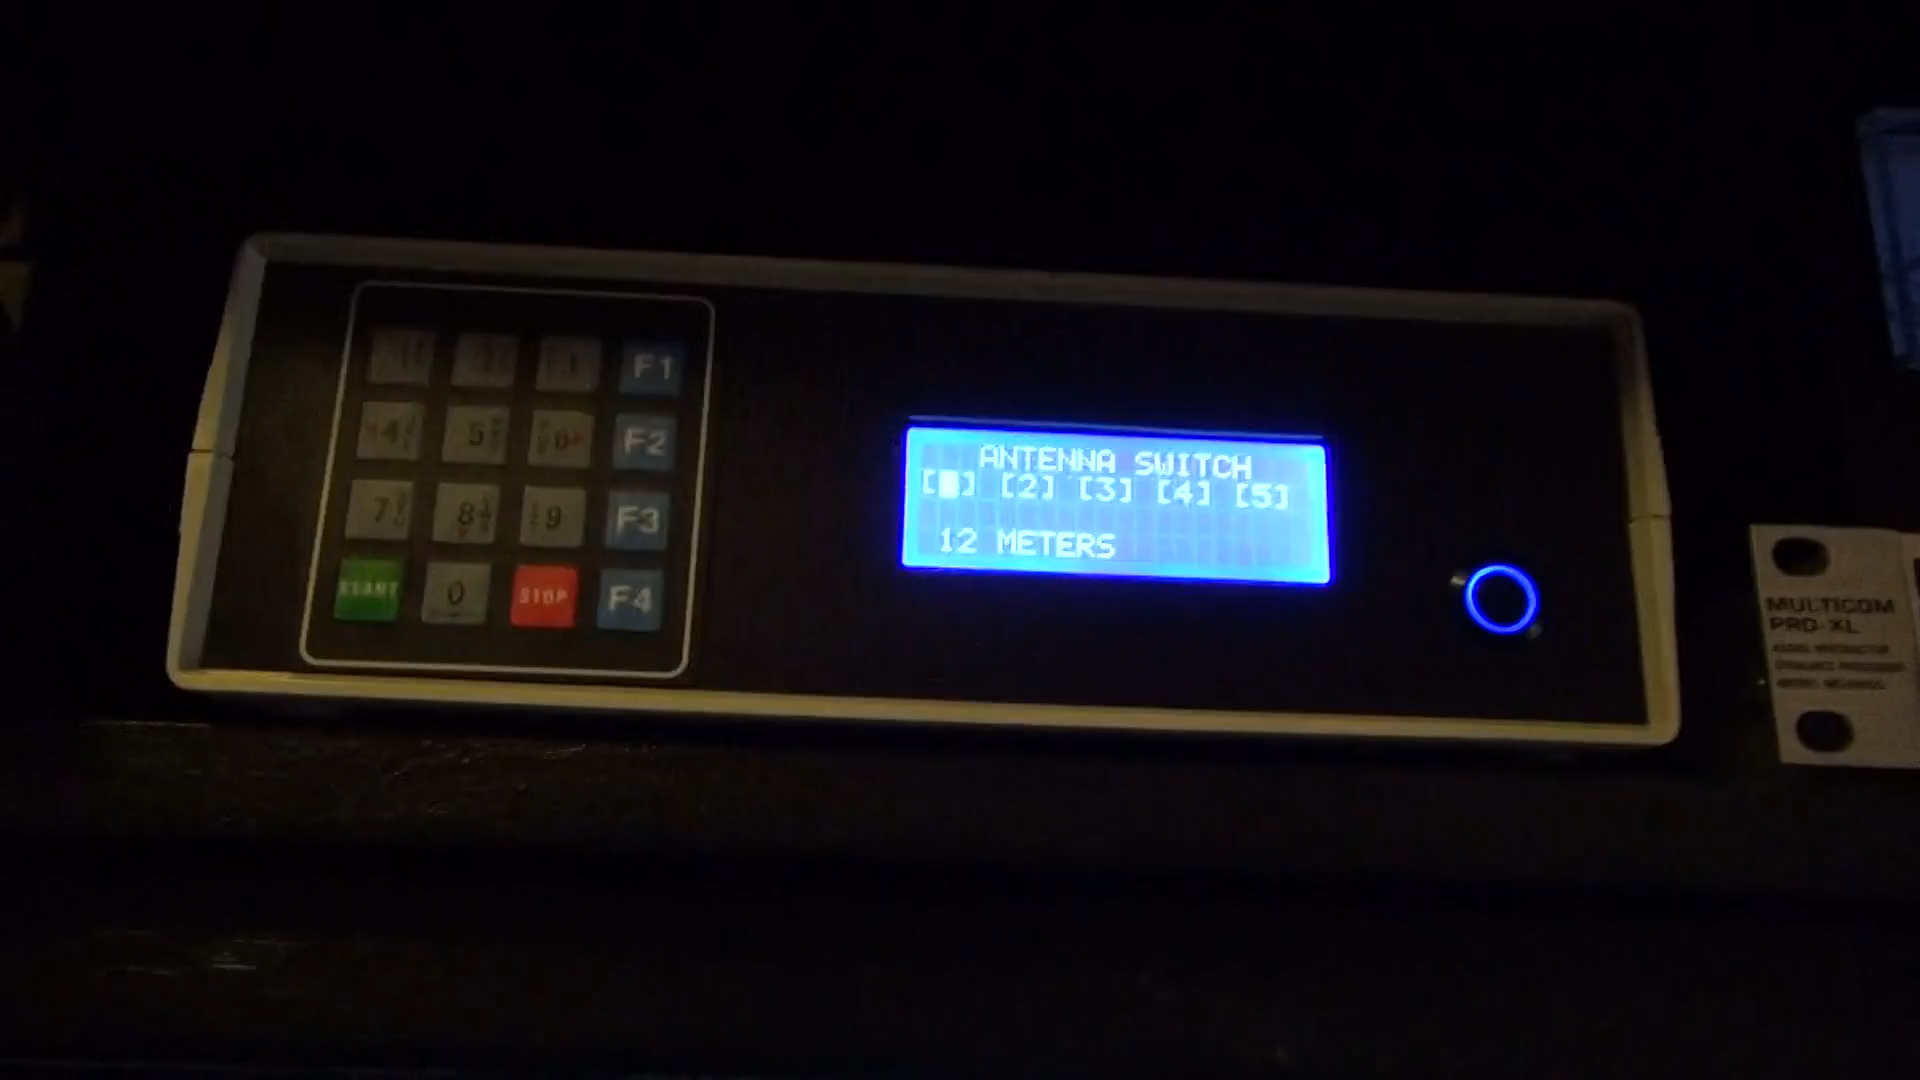 ANTENNA SWITCH
[ ] [2] [3] [4] [5]
12 METERS
F1
4 5 6 F2
7 8 9 F3
START 0 STOP F4
MULTICOM
PRO-XL